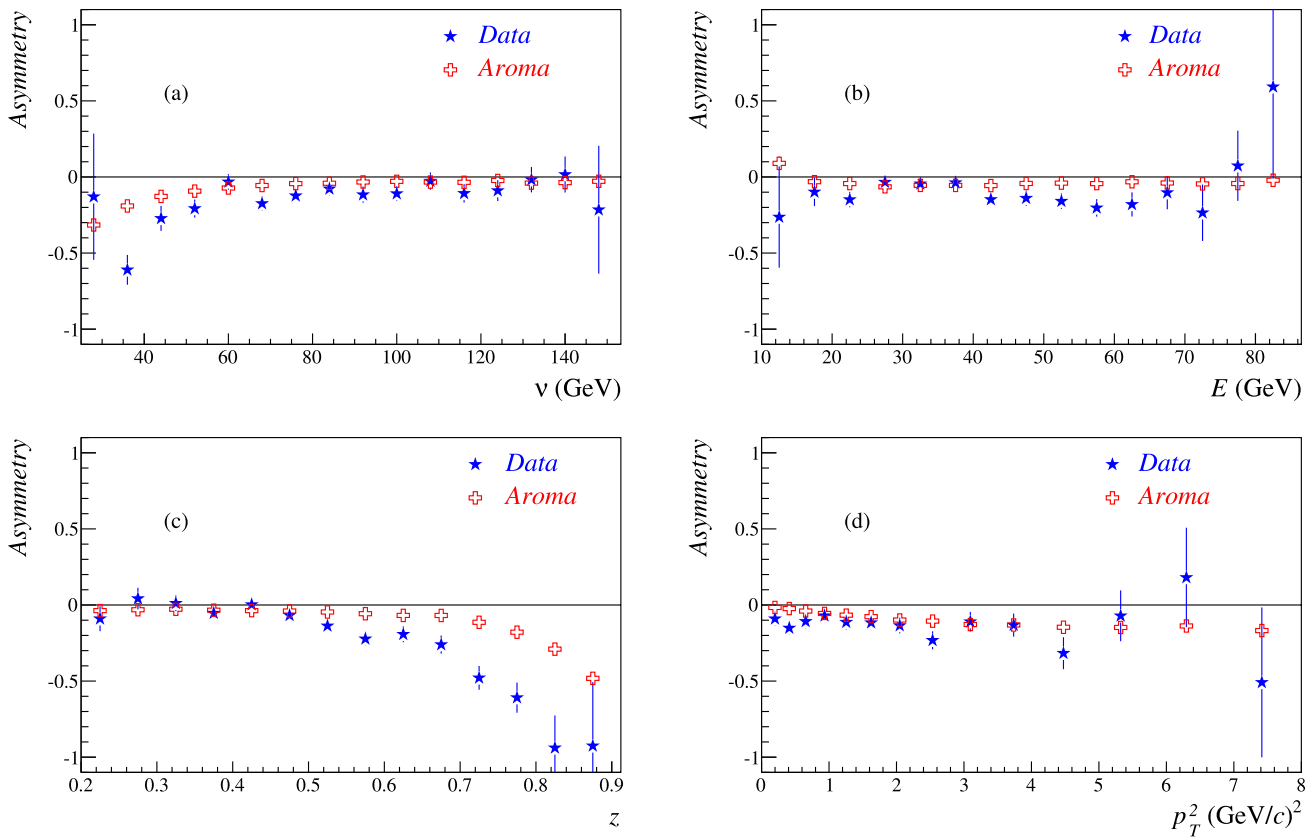 Asymmetry
1
0.5
0
-0.5
-1
(a)
Data
Aroma
40 60 80 100 120 140
ν (GeV)
Asymmetry
1
0.5
0
-0.5
-1
(b)
Data
Aroma
10 20 30 40 50 60 70 80
E (GeV)
Asymmetry
1
0.5
0
-0.5
-1
(c)
Data
Aroma
0.2 0.3 0.4 0.5 0.6 0.7 0.8 0.9
z
Asymmetry
1
0.5
0
-0.5
-1
(d)
Data
Aroma
0 1 2 3 4 5 6 7 8
p_T^2 (GeV/c)^2